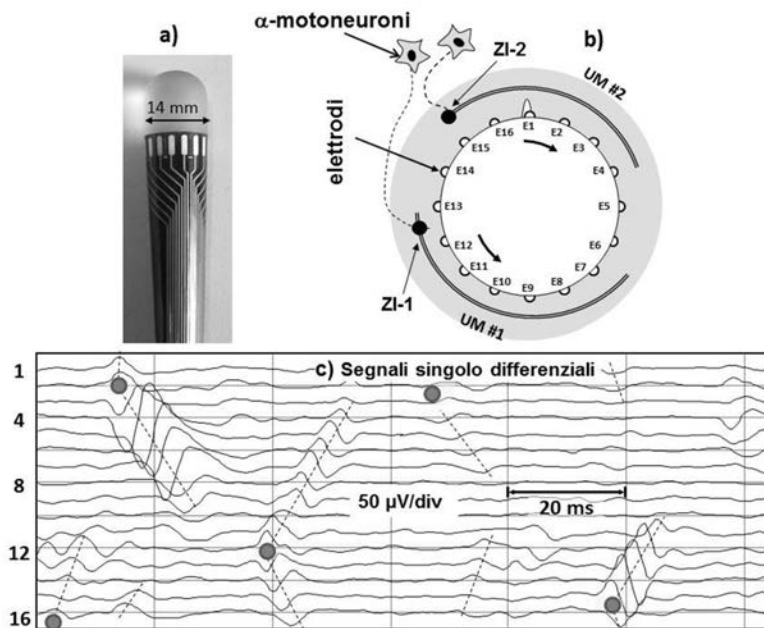 a)
14 mm
α-motoneuroni
ZI-2
b)
UM #2
elettrodi
E1
E2
E3
E4
E5
E6
E7
E8
E9
E10
E11
E12
E13
E14
E15
E16
ZI-1
UM #1
c) Segnali singolo differenziali
1
4
8
12
16
50 µV/div
20 ms